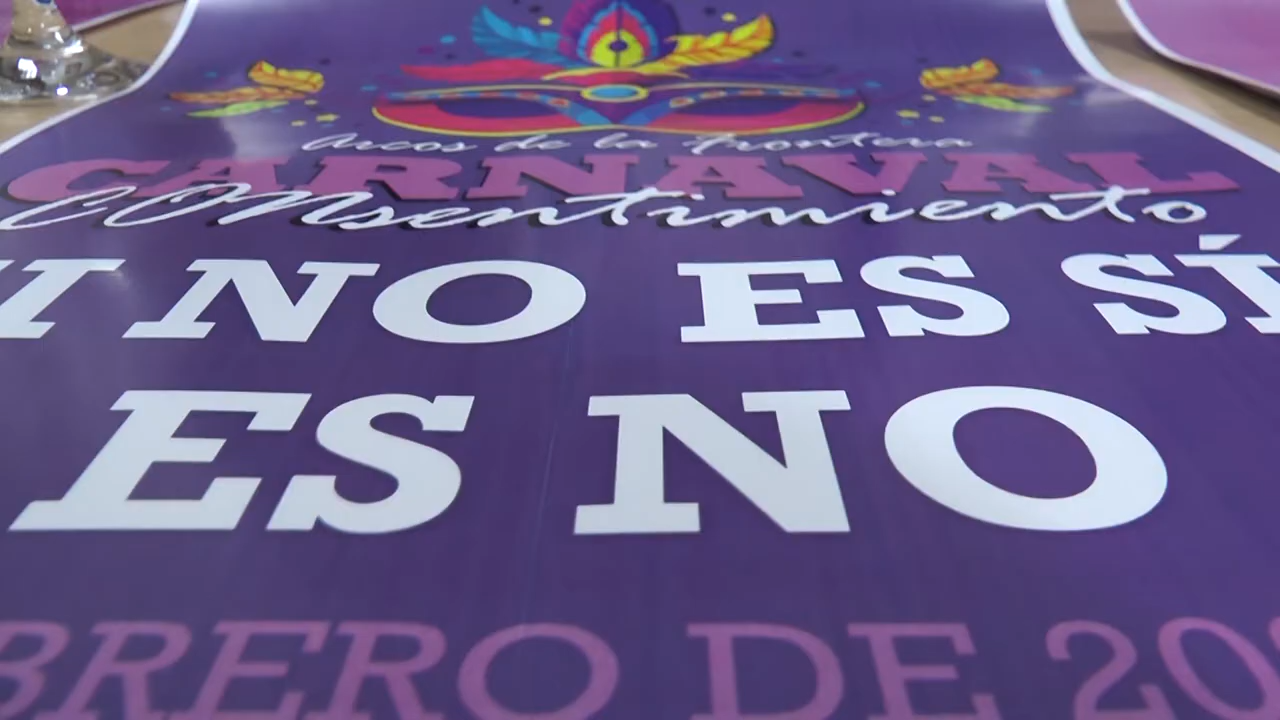 Arcos de la Frontera
CARNAVAL
CONsentimiento
I NO ES SÍ
ES NO
BRERO DE 20